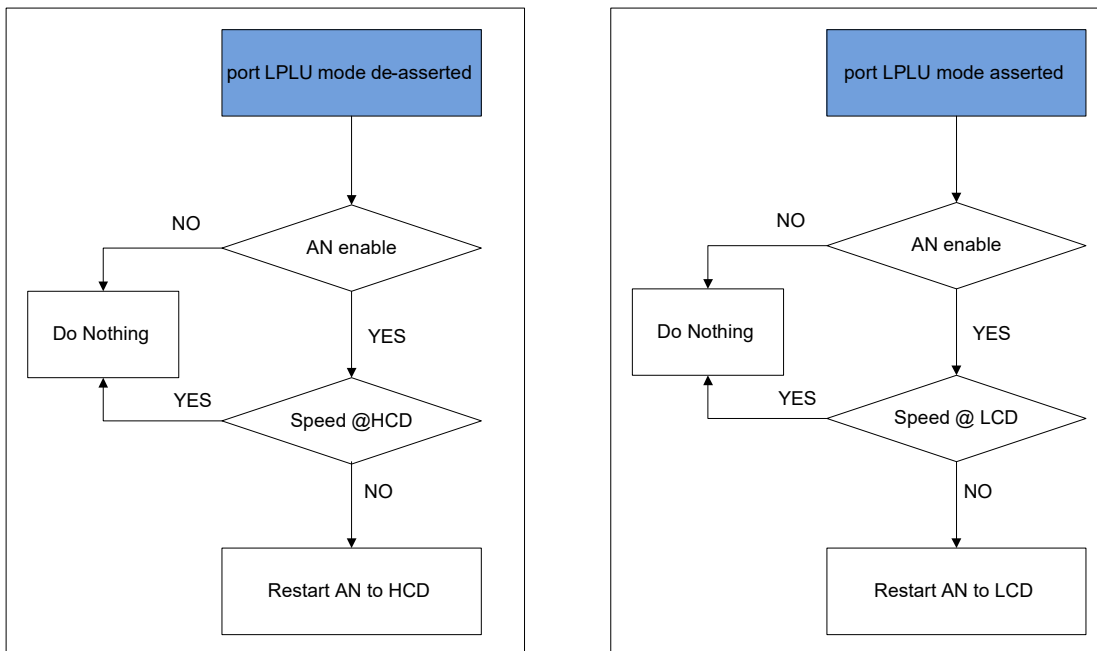 port LPLU mode de-asserted
NO
AN enable
Do Nothing
YES
YES
Speed @HCD
NO
Restart AN to HCD
port LPLU mode asserted
NO
AN enable
Do Nothing
YES
YES
Speed @ LCD
NO
Restart AN to LCD